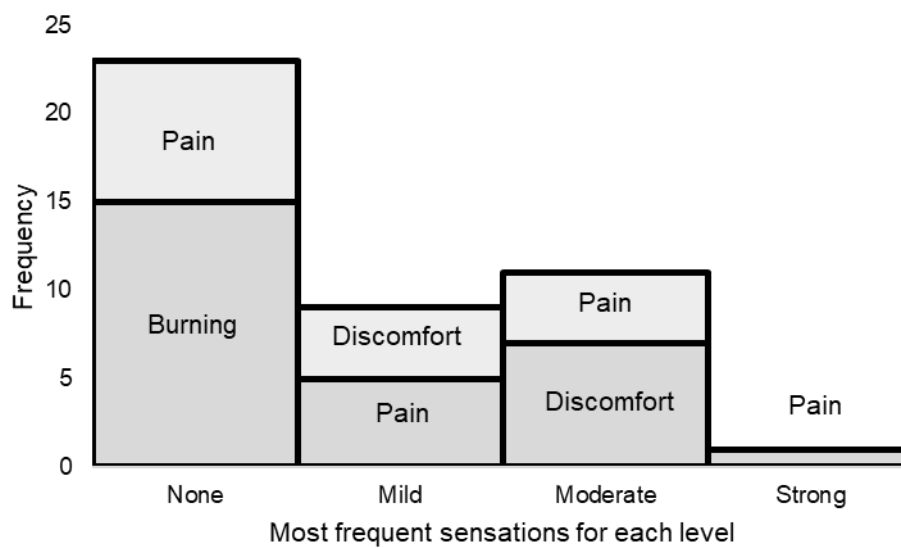 25
20
15
10
5
0
Frequency
Pain
Burning
Discomfort
Pain
Pain
Discomfort
Pain
None Mild Moderate Strong
Most frequent sensations for each level